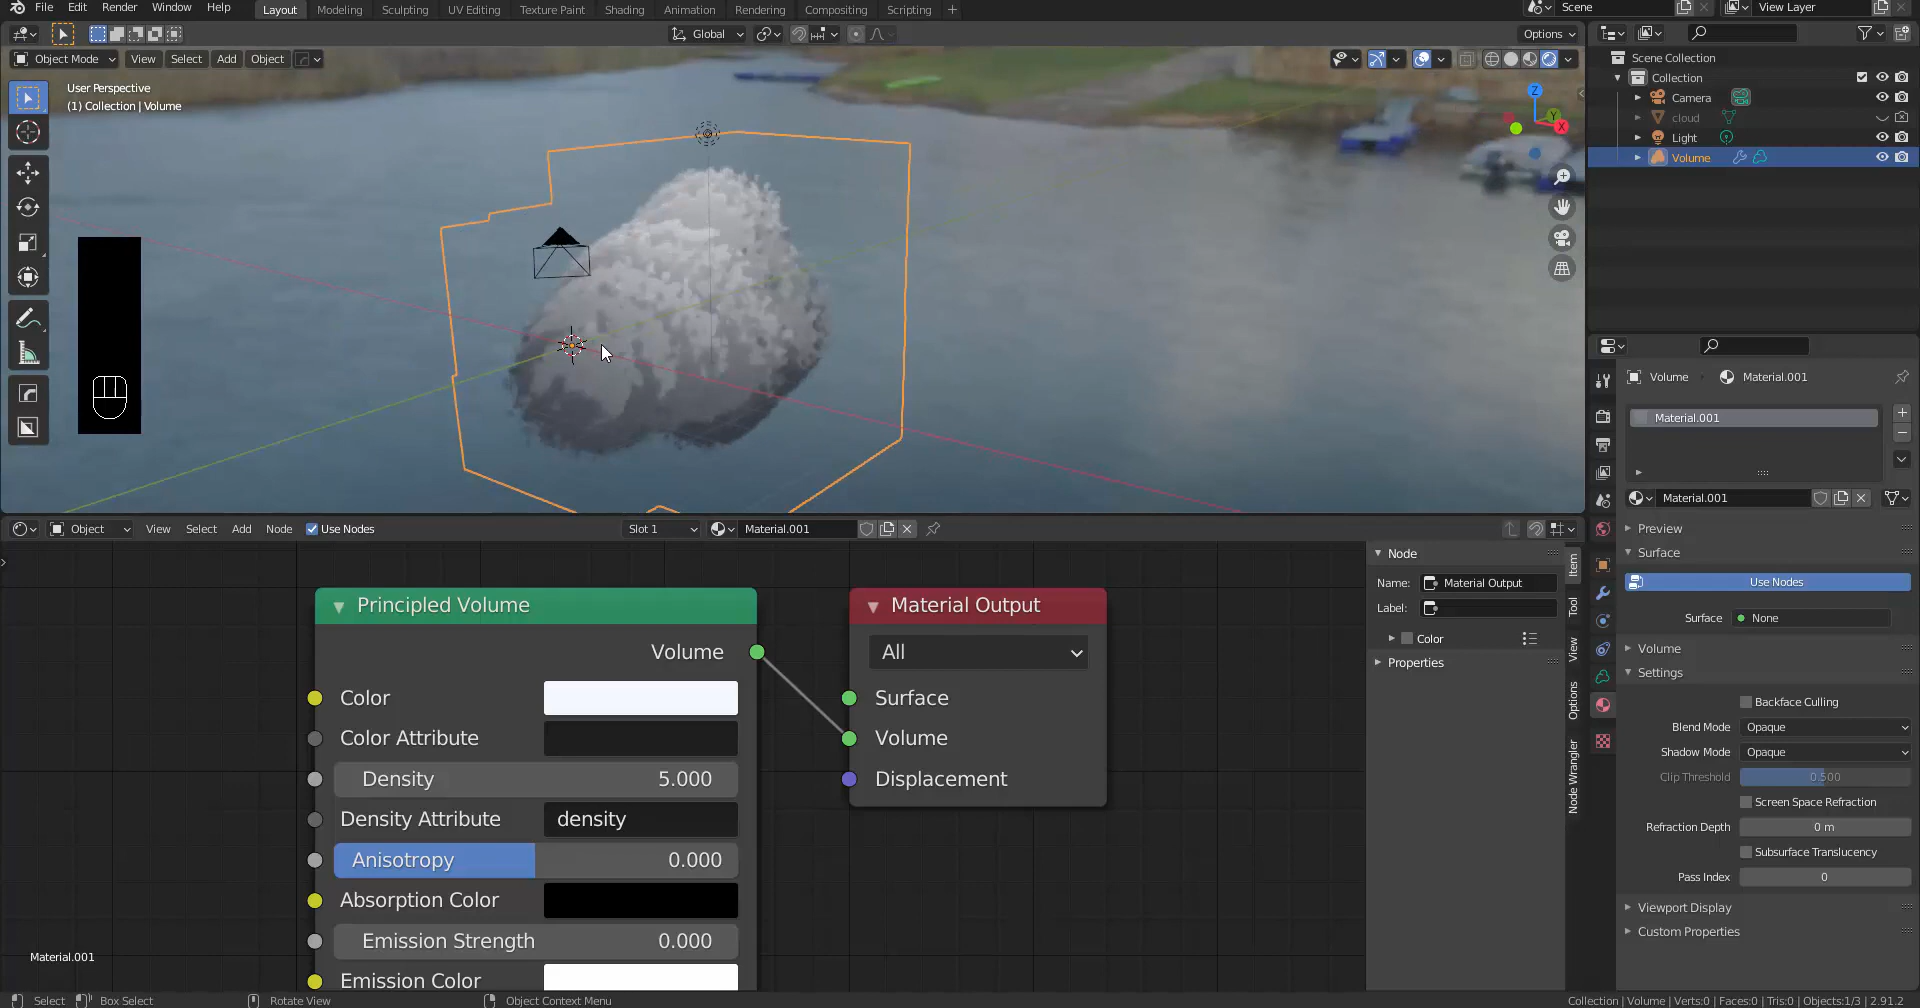 File Edit Render Window Help Layout Modeling Sculpting UV Editing Texture Paint Shading Animation Rendering Compositing Scripting + Scene View Layer
Global Options
Object Mode View Select Add Object
User Perspective
(1) Collection | Volume
Z
Y
X
Scene Collection
Collection
Camera
cloud
Light
Volume
Volume Material.001
Material.001
Material.001
Preview
Surface
Use Nodes
Surface None
Volume
Settings
Backface Culling
Blend Mode Opaque
Shadow Mode Opaque
Clip Threshold 0.500
Screen Space Refraction
Refraction Depth 0 m
Subsurface Translucency
Pass Index 0
Viewport Display
Custom Properties
Object View Select Add Node Use Nodes Slot 1 Material.001
Principled Volume
Volume
Color
Color Attribute
Density 5.000
Density Attribute density
Anisotropy 0.000
Absorption Color
Emission Strength 0.000
Emission Color
Material Output
All
Surface
Volume
Displacement
Node
Name: Material Output
Label:
Color
Properties
Item
Tool
View
Options
Node Wrangler
Material.001
Select Box Select Rotate View Object Context Menu Collection | Volume | Verts:0 | Faces:0 | Tris:0 | Objects:1/3 | 2.91.2